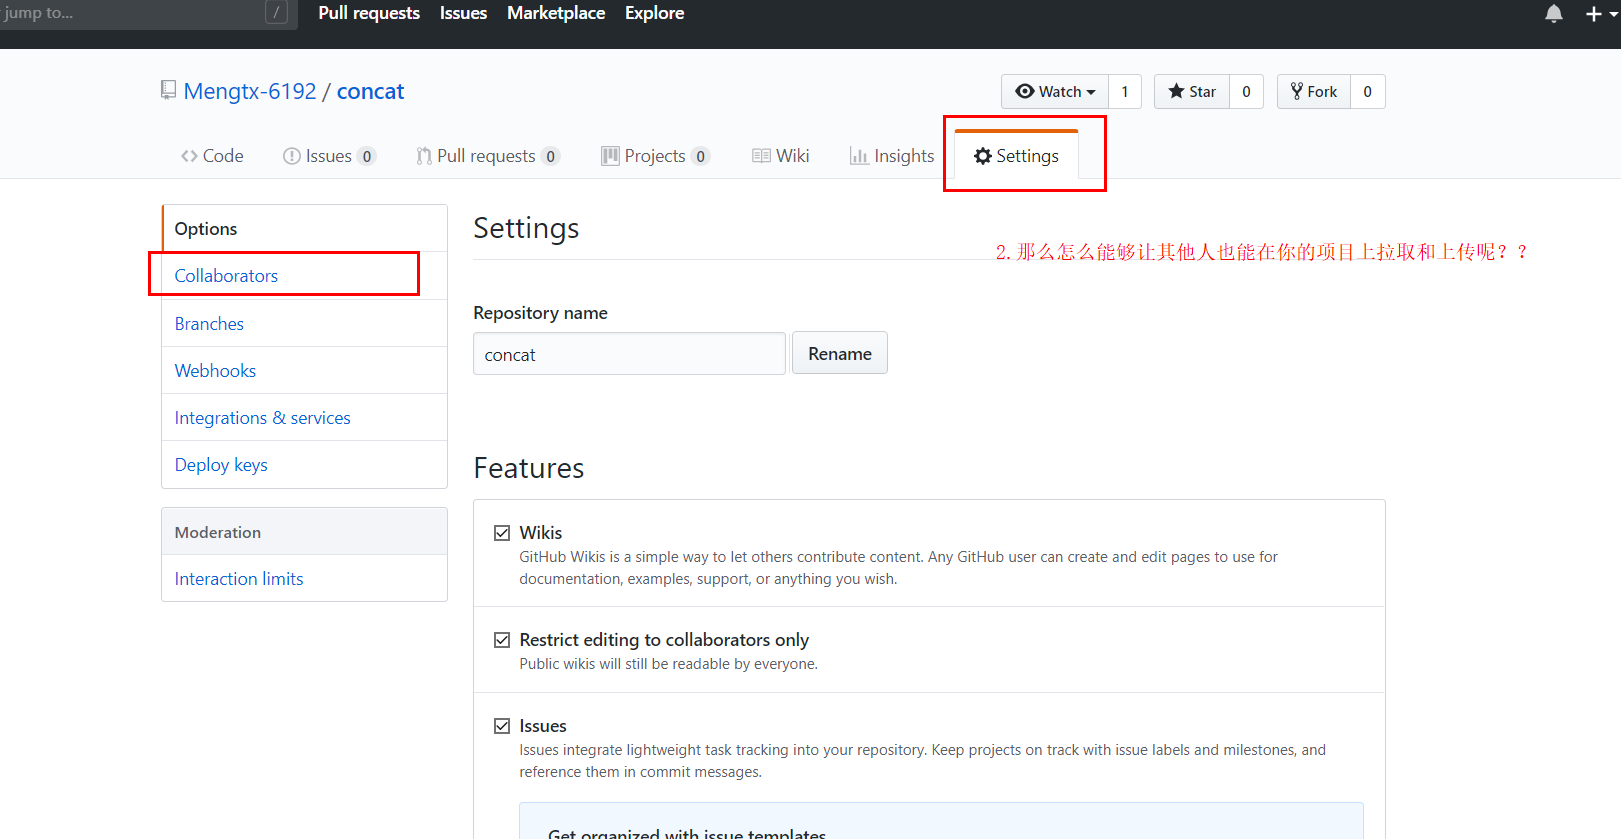 jump to... /
Pull requests Issues Marketplace Explore
Mengtx-6192 / concat
Watch 1 Star 0 Fork 0
Code Issues 0 Pull requests 0 Projects 0 Wiki Insights Settings
Options
Collaborators
Branches
Webhooks
Integrations & services
Deploy keys
Moderation
Interaction limits
Settings
2.那么怎么能够让其他人也能在你的项目上拉取和上传呢？？
Repository name
concat Rename
Features
Wikis
GitHub Wikis is a simple way to let others contribute content. Any GitHub user can create and edit pages to use for
documentation, examples, support, or anything you wish.
Restrict editing to collaborators only
Public wikis will still be readable by everyone.
Issues
Issues integrate lightweight task tracking into your repository. Keep projects on track with issue labels and milestones, and
reference them in commit messages.
Get organized with issue templates